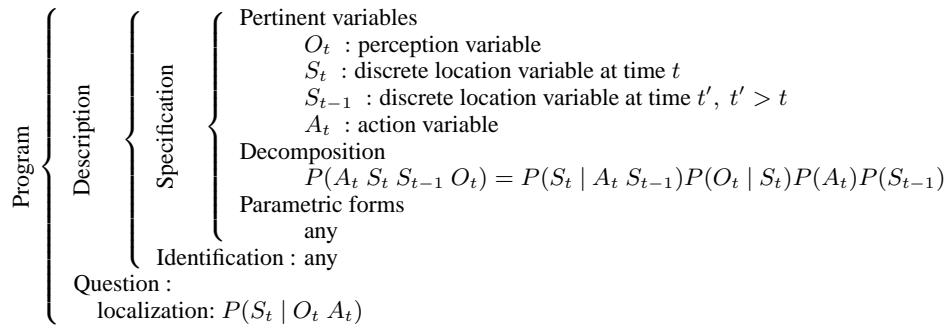 Program
Description
Specification
Pertinent variables
O_t : perception variable
S_t : discrete location variable at time t
S_{t−1} : discrete location variable at time t′, t′ > t
A_t : action variable
Decomposition
P(A_t S_t S_{t−1} O_t) = P(S_t | A_t S_{t−1})P(O_t | S_t)P(A_t)P(S_{t−1})
Parametric forms
any
Identification : any
Question :
localization: P(S_t | O_t A_t)